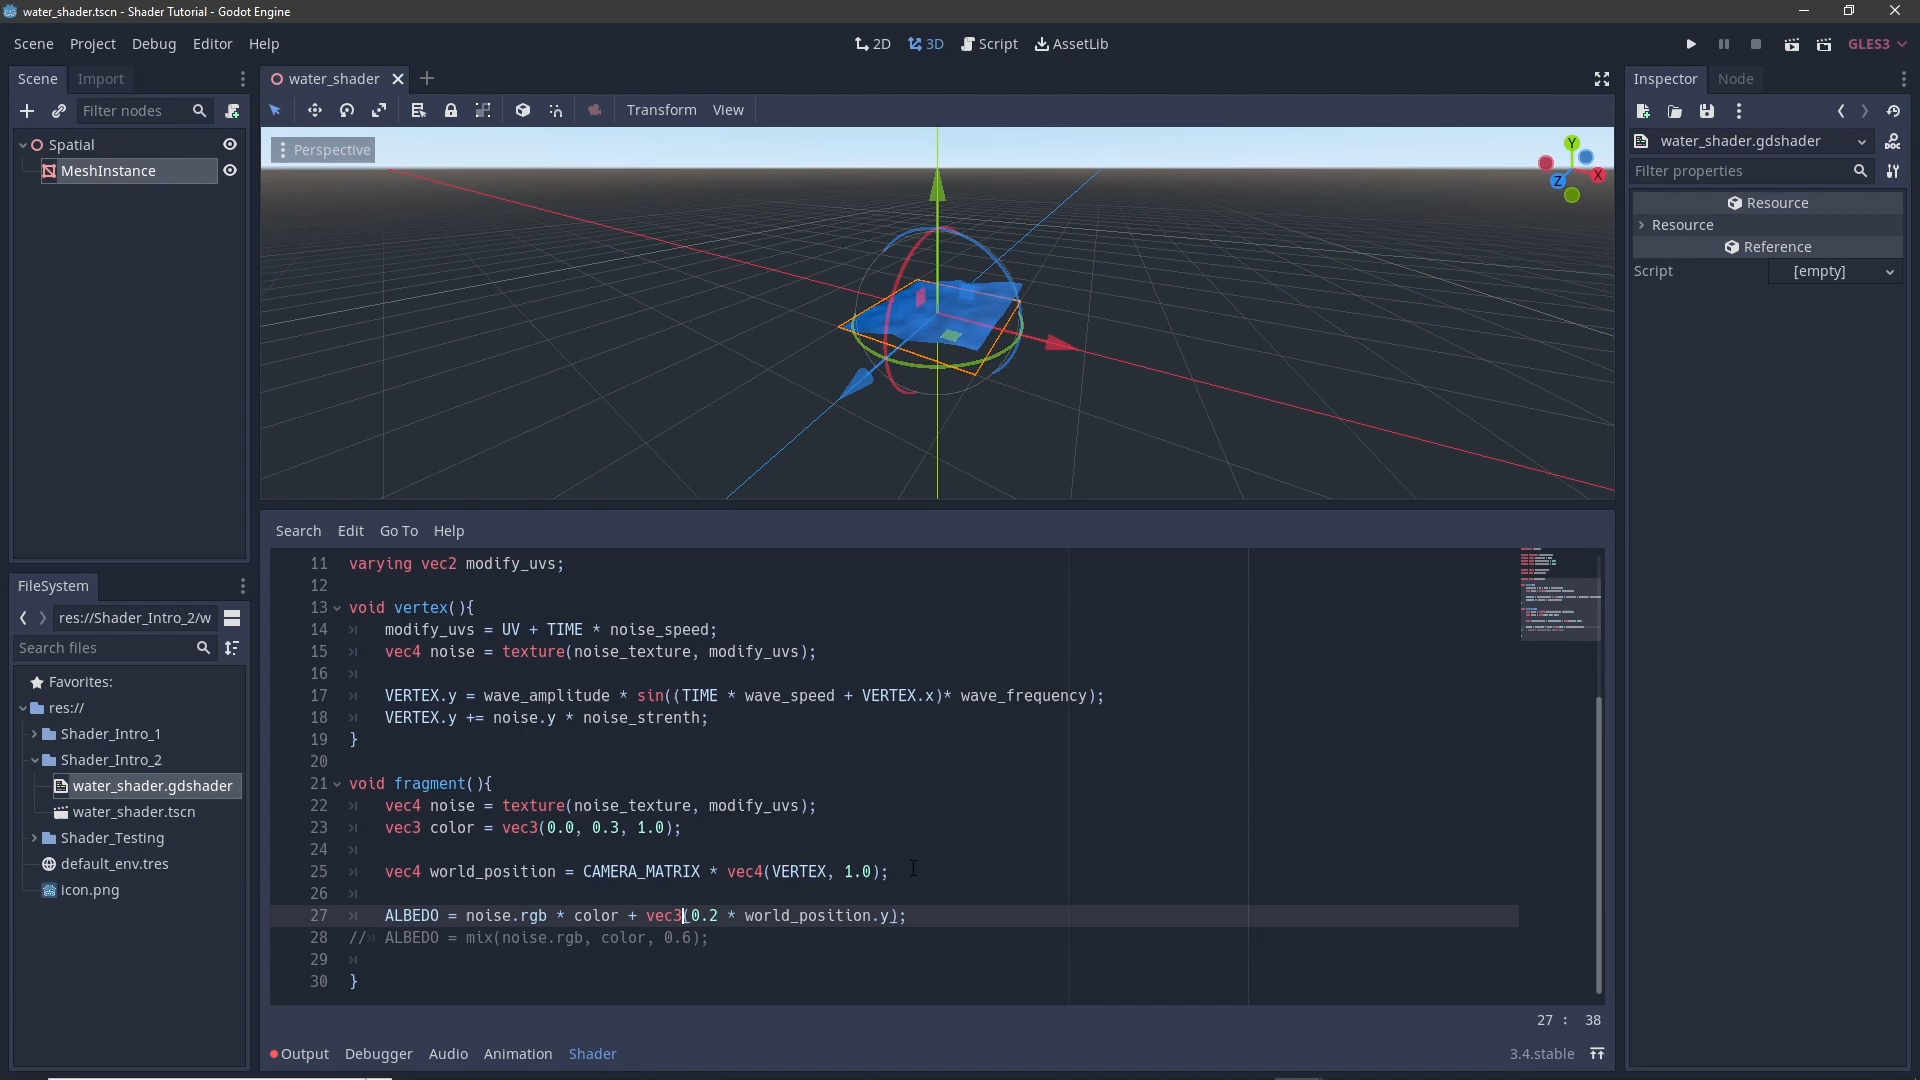 water_shader.tscn - Shader Tutorial - Godot Engine
Scene Project Debug Editor Help
2D 3D Script AssetLib
GLES3
Scene Import
Filter nodes
Spatial
MeshInstance
water_shader
Transform View
Perspective
Y
X
Z
Inspector Node
water_shader.gdshader
Filter properties
Resource
Resource
Reference
Script [empty]
FileSystem
res://Shader_Intro_2/w
Search files
Favorites:
res://
Shader_Intro_1
Shader_Intro_2
water_shader.gdshader
water_shader.tscn
Shader_Testing
default_env.tres
icon.png
Search Edit Go To Help
11 varying vec2 modify_uvs;
12
13 void vertex(){
14 modify_uvs = UV + TIME * noise_speed;
15 vec4 noise = texture(noise_texture, modify_uvs);
16
17 VERTEX.y = wave_amplitude * sin((TIME * wave_speed + VERTEX.x)* wave_frequency);
18 VERTEX.y += noise.y * noise_strenth;
19 }
20
21 void fragment(){
22 vec4 noise = texture(noise_texture, modify_uvs);
23 vec3 color = vec3(0.0, 0.3, 1.0);
24
25 vec4 world_position = CAMERA_MATRIX * vec4(VERTEX, 1.0);
26
27 ALBEDO = noise.rgb * color + vec3(0.2 * world_position.y);
28 // ALBEDO = mix(noise.rgb, color, 0.6);
29
30 }
27 : 38
Output Debugger Audio Animation Shader
3.4.stable